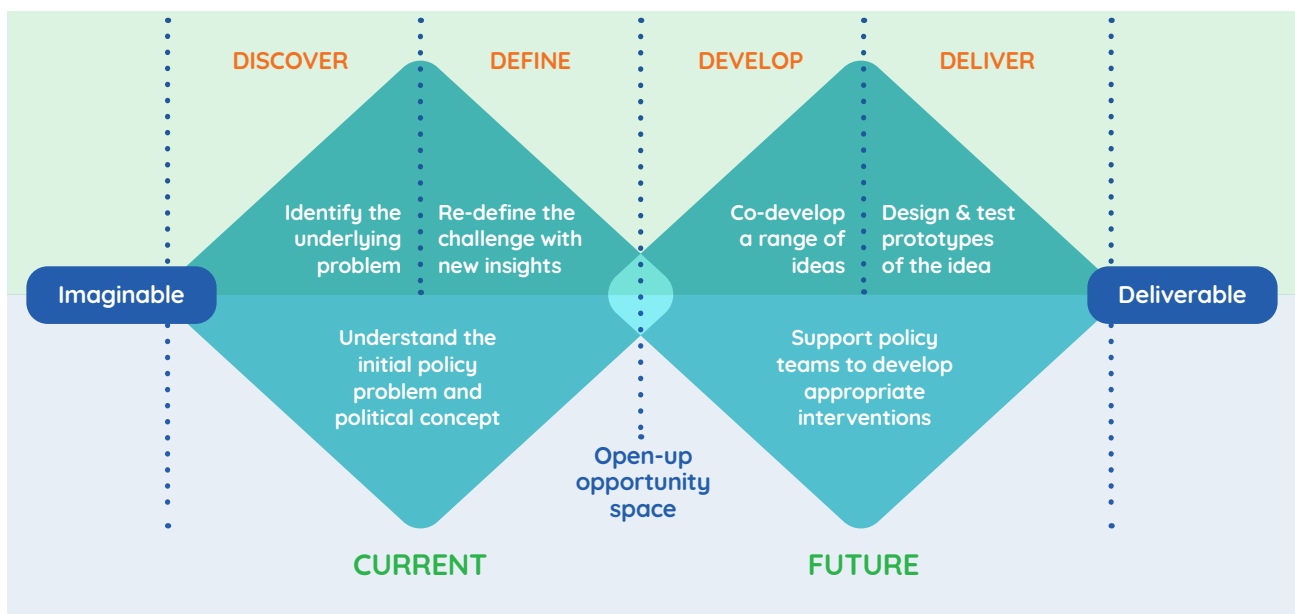 DISCOVER
DEFINE
DEVELOP
DELIVER
Identify the
underlying
problem
Re-define the
challenge with
new insights
Co-develop
a range of
ideas
Design & test
prototypes
of the idea
Imaginable
Deliverable
Understand the
initial policy
problem and
political concept
Support policy
teams to develop
appropriate
interventions
Open-up
opportunity
space
CURRENT
FUTURE